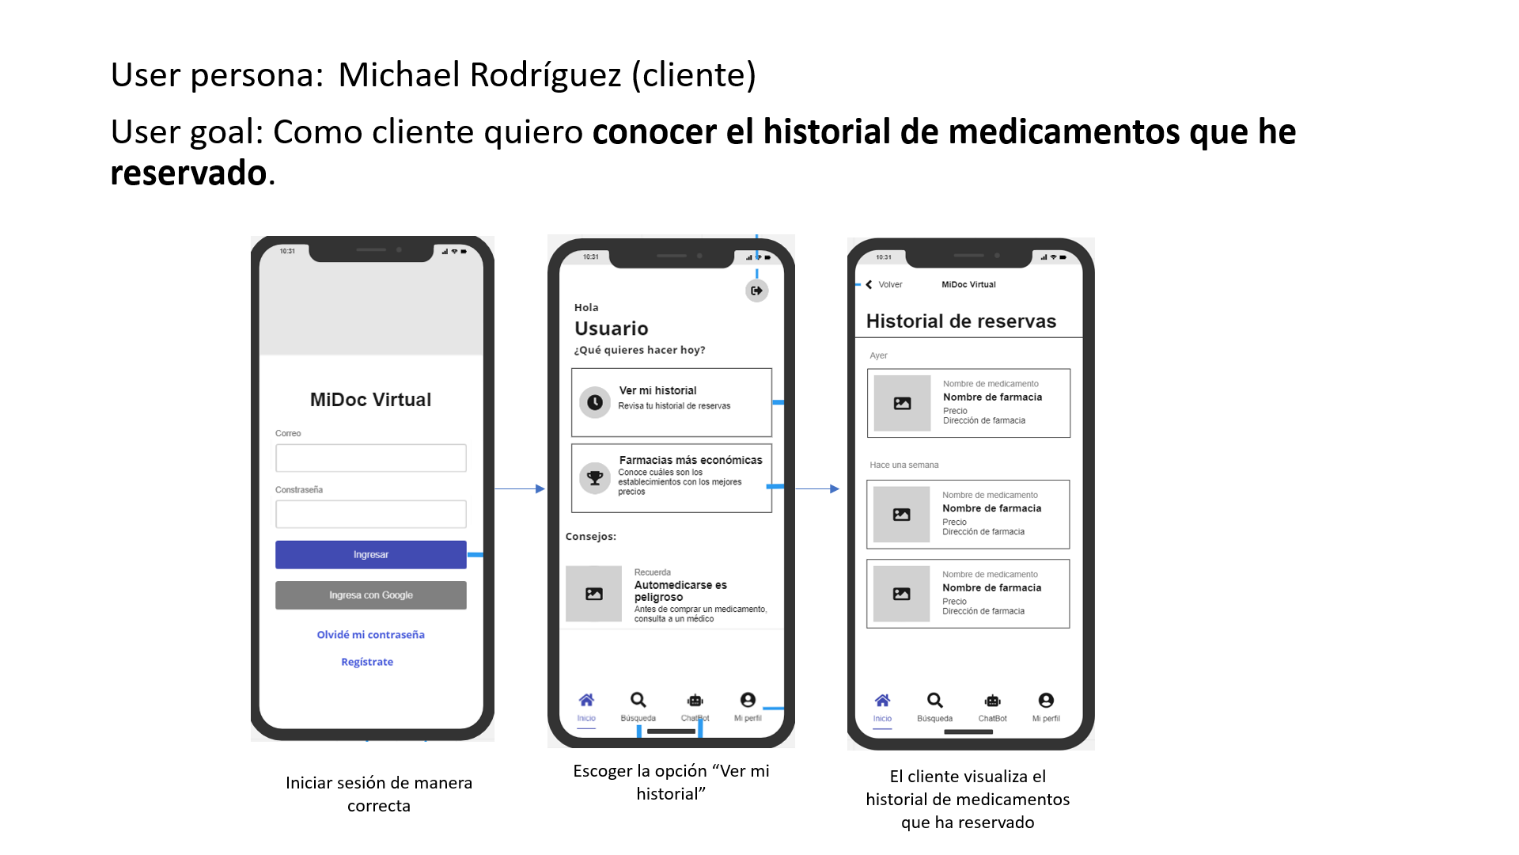 User persona: Michael Rodríguez (cliente)
User goal: Como cliente quiero conocer el historial de medicamentos que he
reservado.
10:31
MiDoc Virtual
Correo
Constraseña
Ingresar
Ingresa con Google
Olvidé mi contraseña
Regístrate
Iniciar sesión de manera
correcta
10:31
Hola
Usuario
¿Qué quieres hacer hoy?
Ver mi historial
Revisa tu historial de reservas
Farmacias más económicas
Conoce cuáles son los
establecimientos con los mejores
precios
Consejos:
Recuerda
Automedicarse es
peligroso
Antes de comprar un medicamento,
consulta a un médico
Inicio
Búsqueda
ChatBot
Mi perfil
Escoger la opción “Ver mi
historial”
10:31
Volver
MiDoc Virtual
Historial de reservas
Ayer
Nombre de medicamento
Nombre de farmacia
Precio
Dirección de farmacia
Hace una semana
Nombre de medicamento
Nombre de farmacia
Precio
Dirección de farmacia
Nombre de medicamento
Nombre de farmacia
Precio
Dirección de farmacia
Inicio
Búsqueda
ChatBot
Mi perfil
El cliente visualiza el
historial de medicamentos
que ha reservado